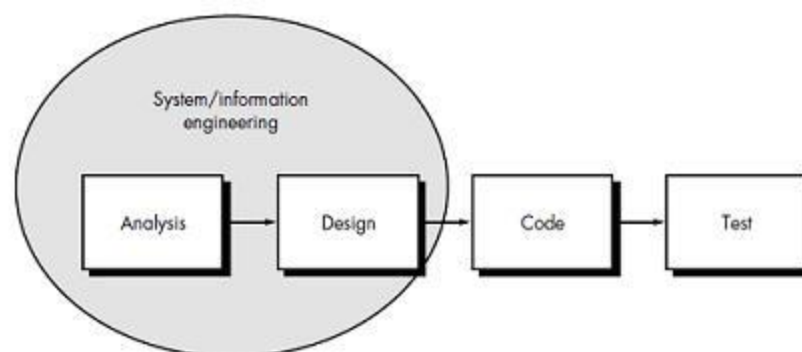 System/information
engineering
Analysis
Design
Code
Test